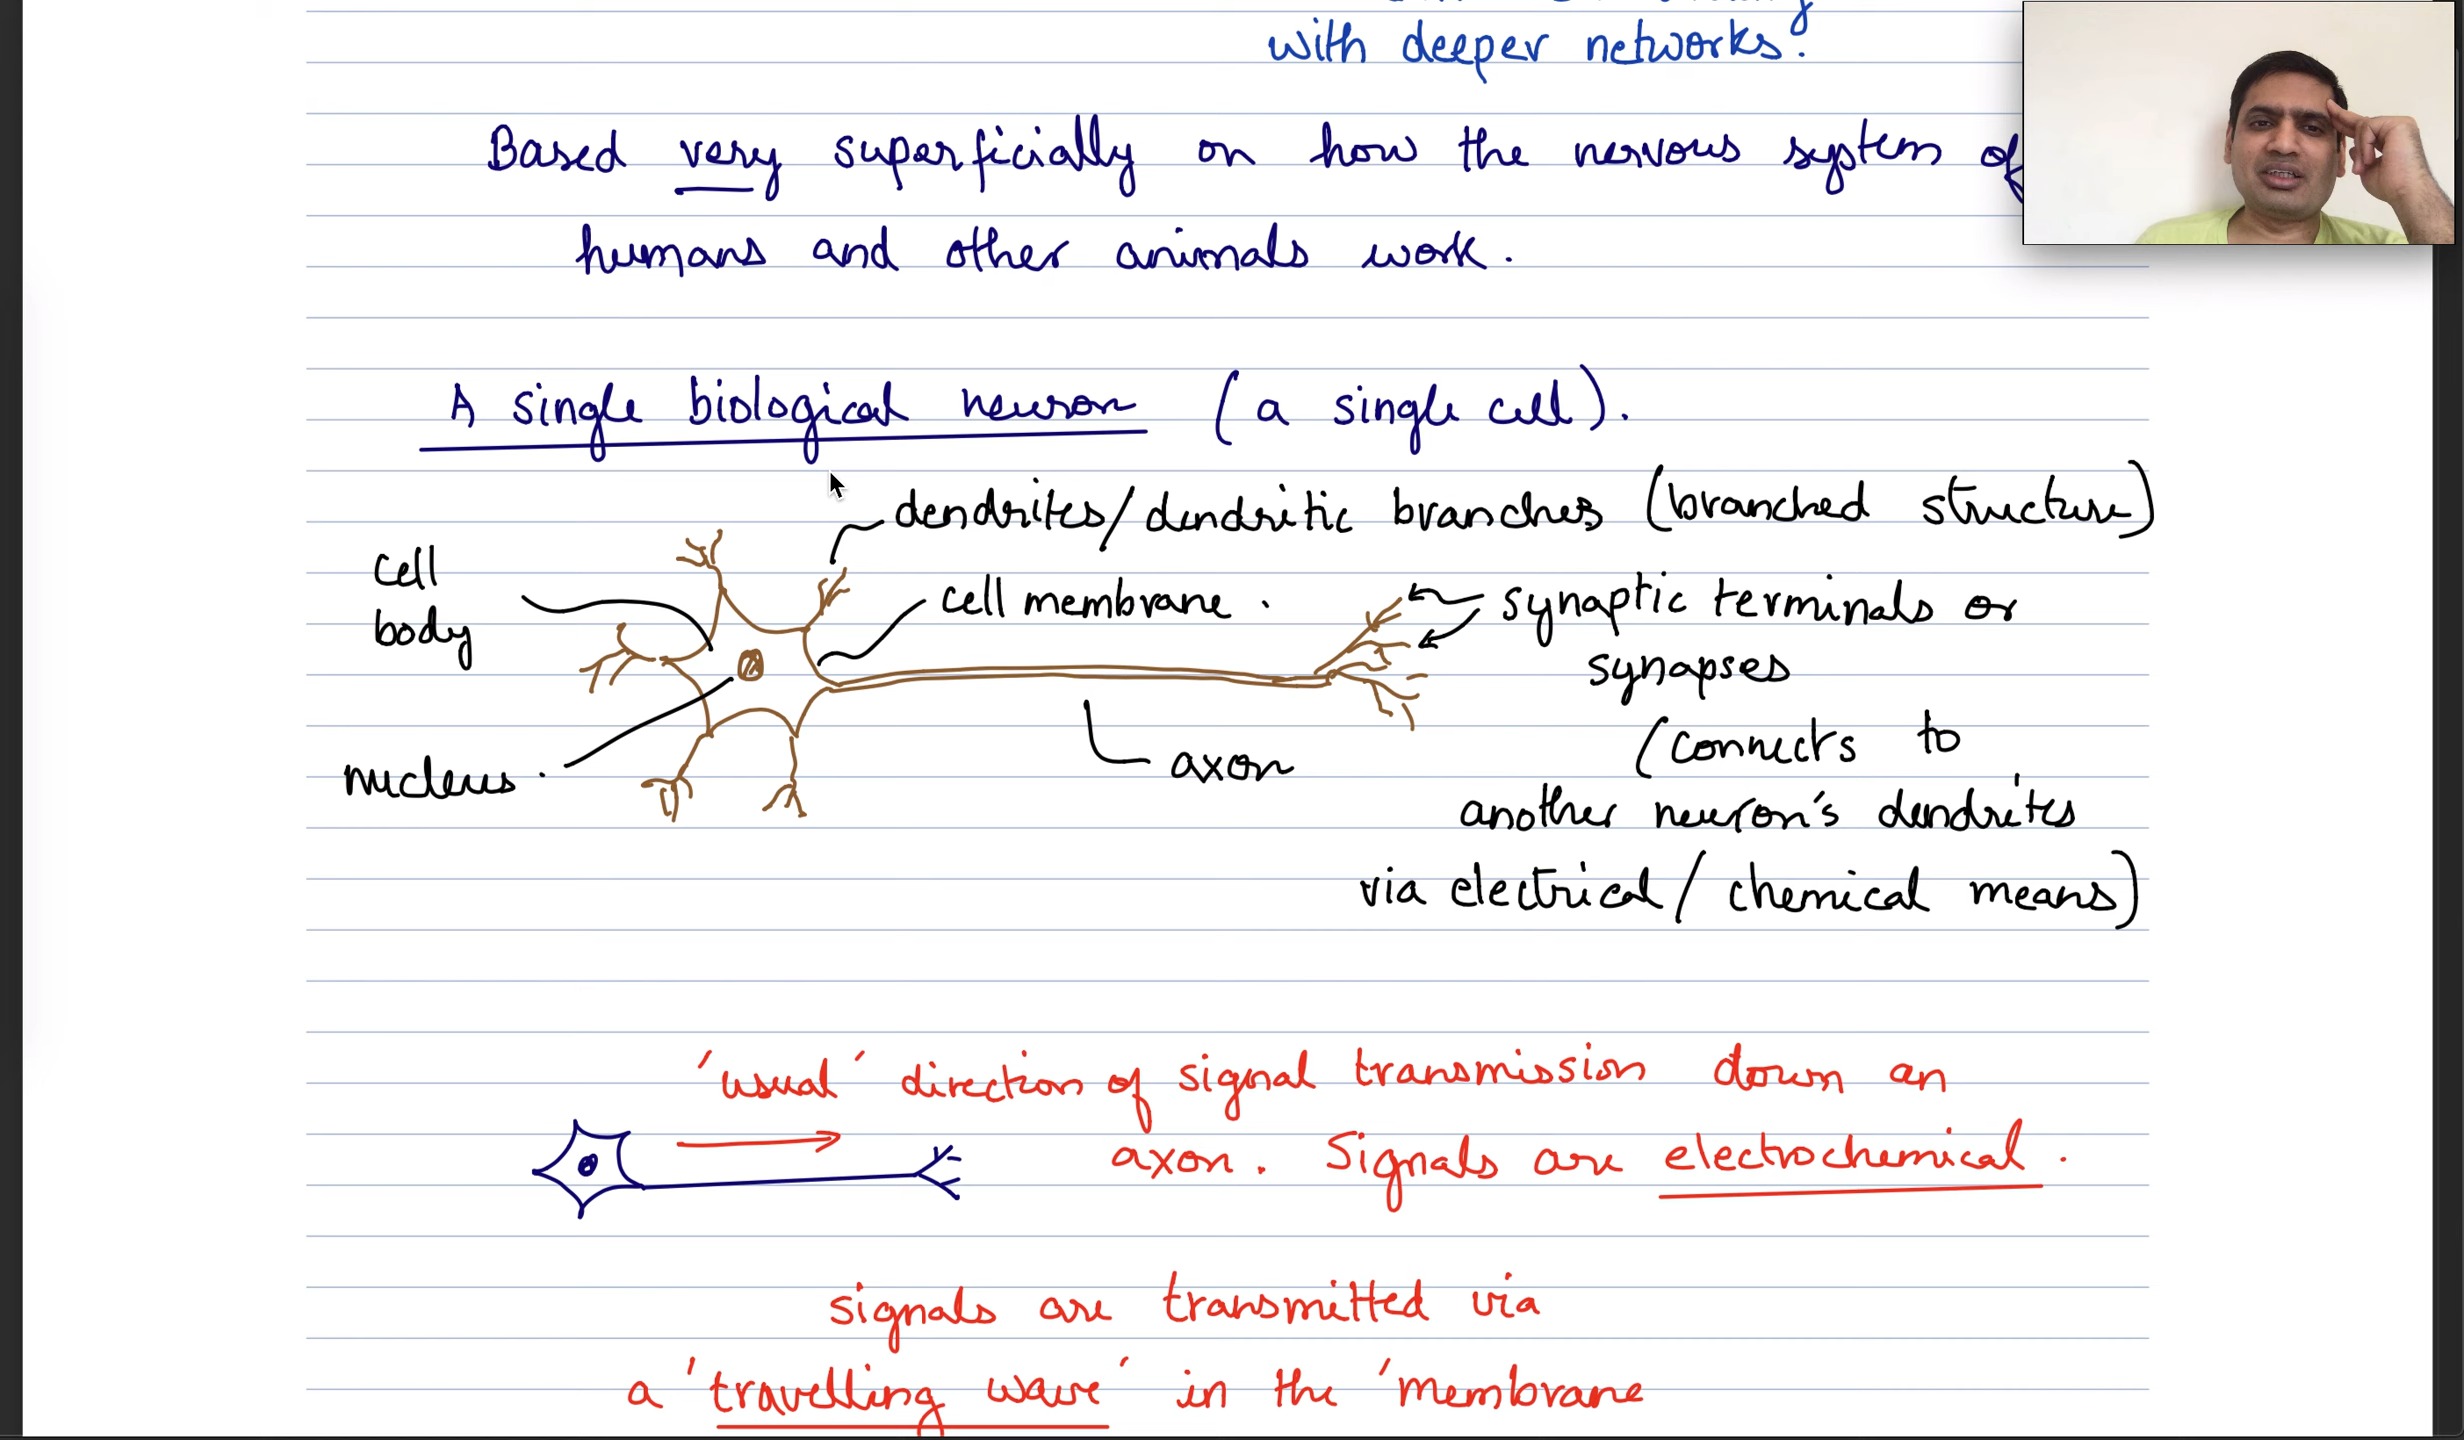 with deeper networks?
Based very superficially on how the nervous system of
humans and other animals work.
A single biological neuron (a single cell).
dendrites/dendritic branches (branched structure)
cell
body
cell membrane.
synaptic terminals or
synapses
(connects to
another neuron's dendrites
via electrical/chemical means)
nucleus.
axon
'usual' direction of signal transmission down an
axon. Signals are electrochemical.
signals are transmitted via
a 'travelling wave' in the 'membrane